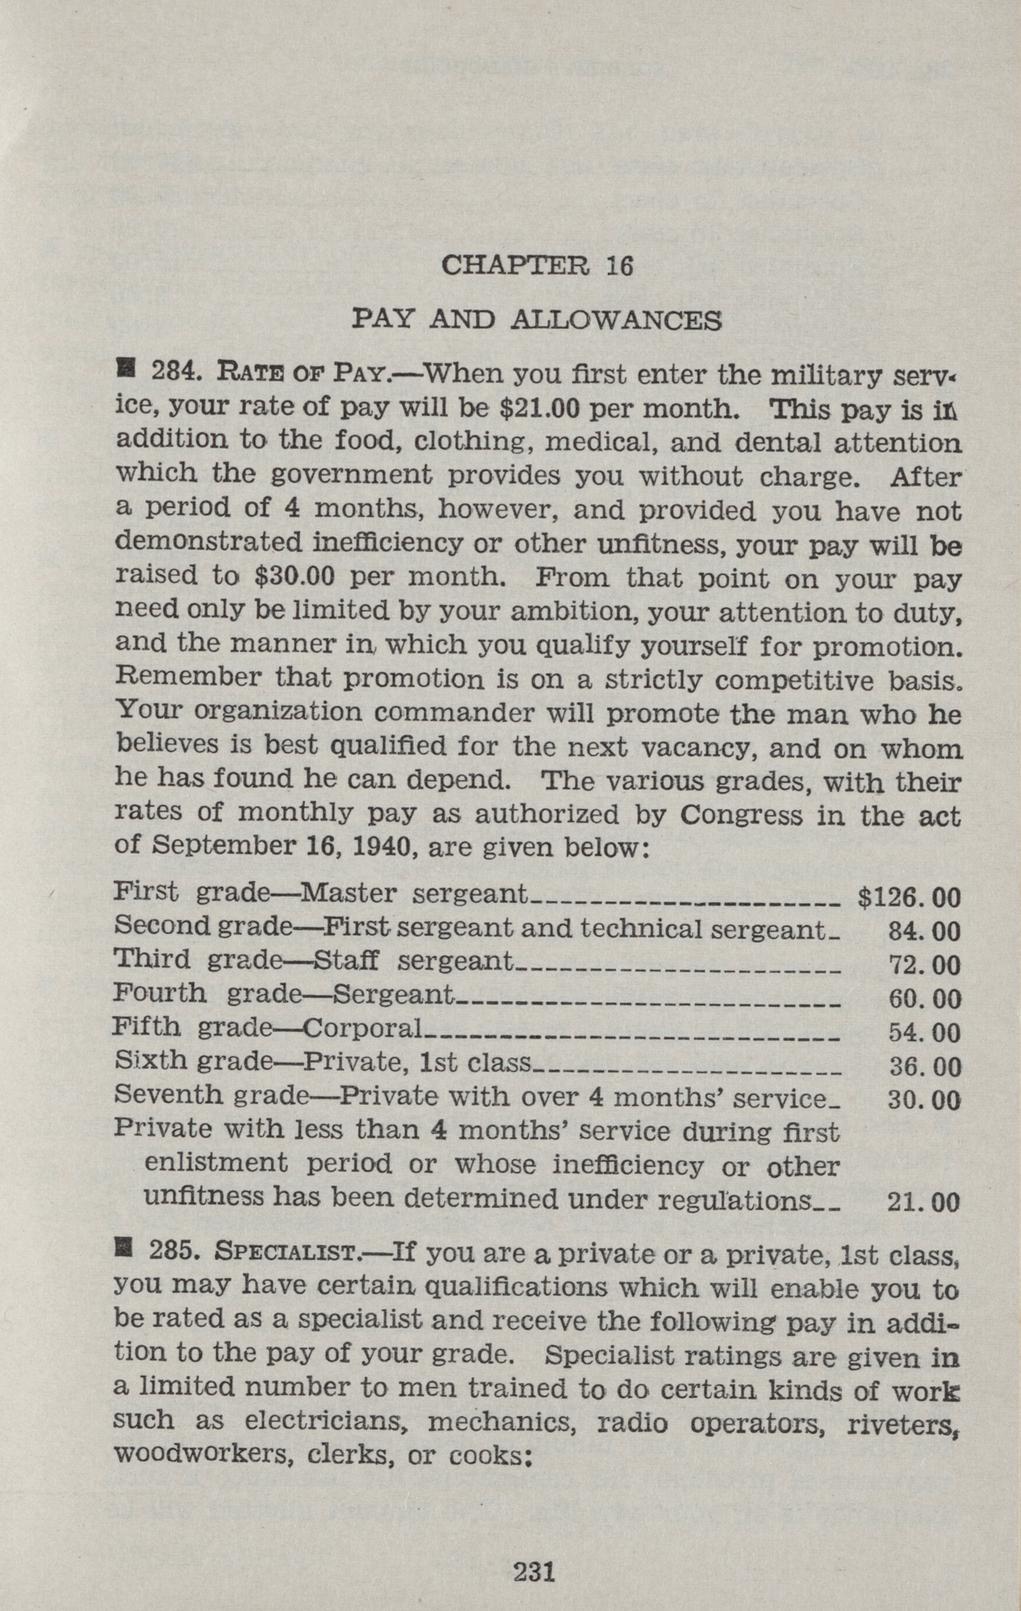 CHAPTER 16
PAY AND ALLOWANCES
■ 284. RATE OF PAY.—When you first enter the military serv-
ice, your rate of pay will be $21.00 per month. This pay is in
addition to the food, clothing, medical, and dental attention
which the government provides you without charge. After
a period of 4 months, however, and provided you have not
demonstrated inefficiency or other unfitness, your pay will be
raised to $30.00 per month. From that point on your pay
need only be limited by your ambition, your attention to duty,
and the manner in which you qualify yourself for promotion.
Remember that promotion is on a strictly competitive basis.
Your organization commander will promote the man who he
believes is best qualified for the next vacancy, and on whom
he has found he can depend. The various grades, with their
rates of monthly pay as authorized by Congress in the act
of September 16, 1940, are given below:
First grade—Master sergeant_____________________ $126.00
Second grade—First sergeant and technical sergeant_ 84.00
Third grade—Staff sergeant______________________ 72.00
Fourth grade—Sergeant__________________________ 60.00
Fifth grade—Corporal____________________________ 54.00
Sixth grade—Private, 1st class_____________________ 36.00
Seventh grade—Private with over 4 months' service_ 30.00
Private with less than 4 months' service during first
enlistment period or whose inefficiency or other
unfitness has been determined under regulations__ 21.00
■ 285. SPECIALIST.—If you are a private or a private, 1st class,
you may have certain qualifications which will enable you to
be rated as a specialist and receive the following pay in addi-
tion to the pay of your grade. Specialist ratings are given in
a limited number to men trained to do certain kinds of work
such as electricians, mechanics, radio operators, riveters,
woodworkers, clerks, or cooks:
231